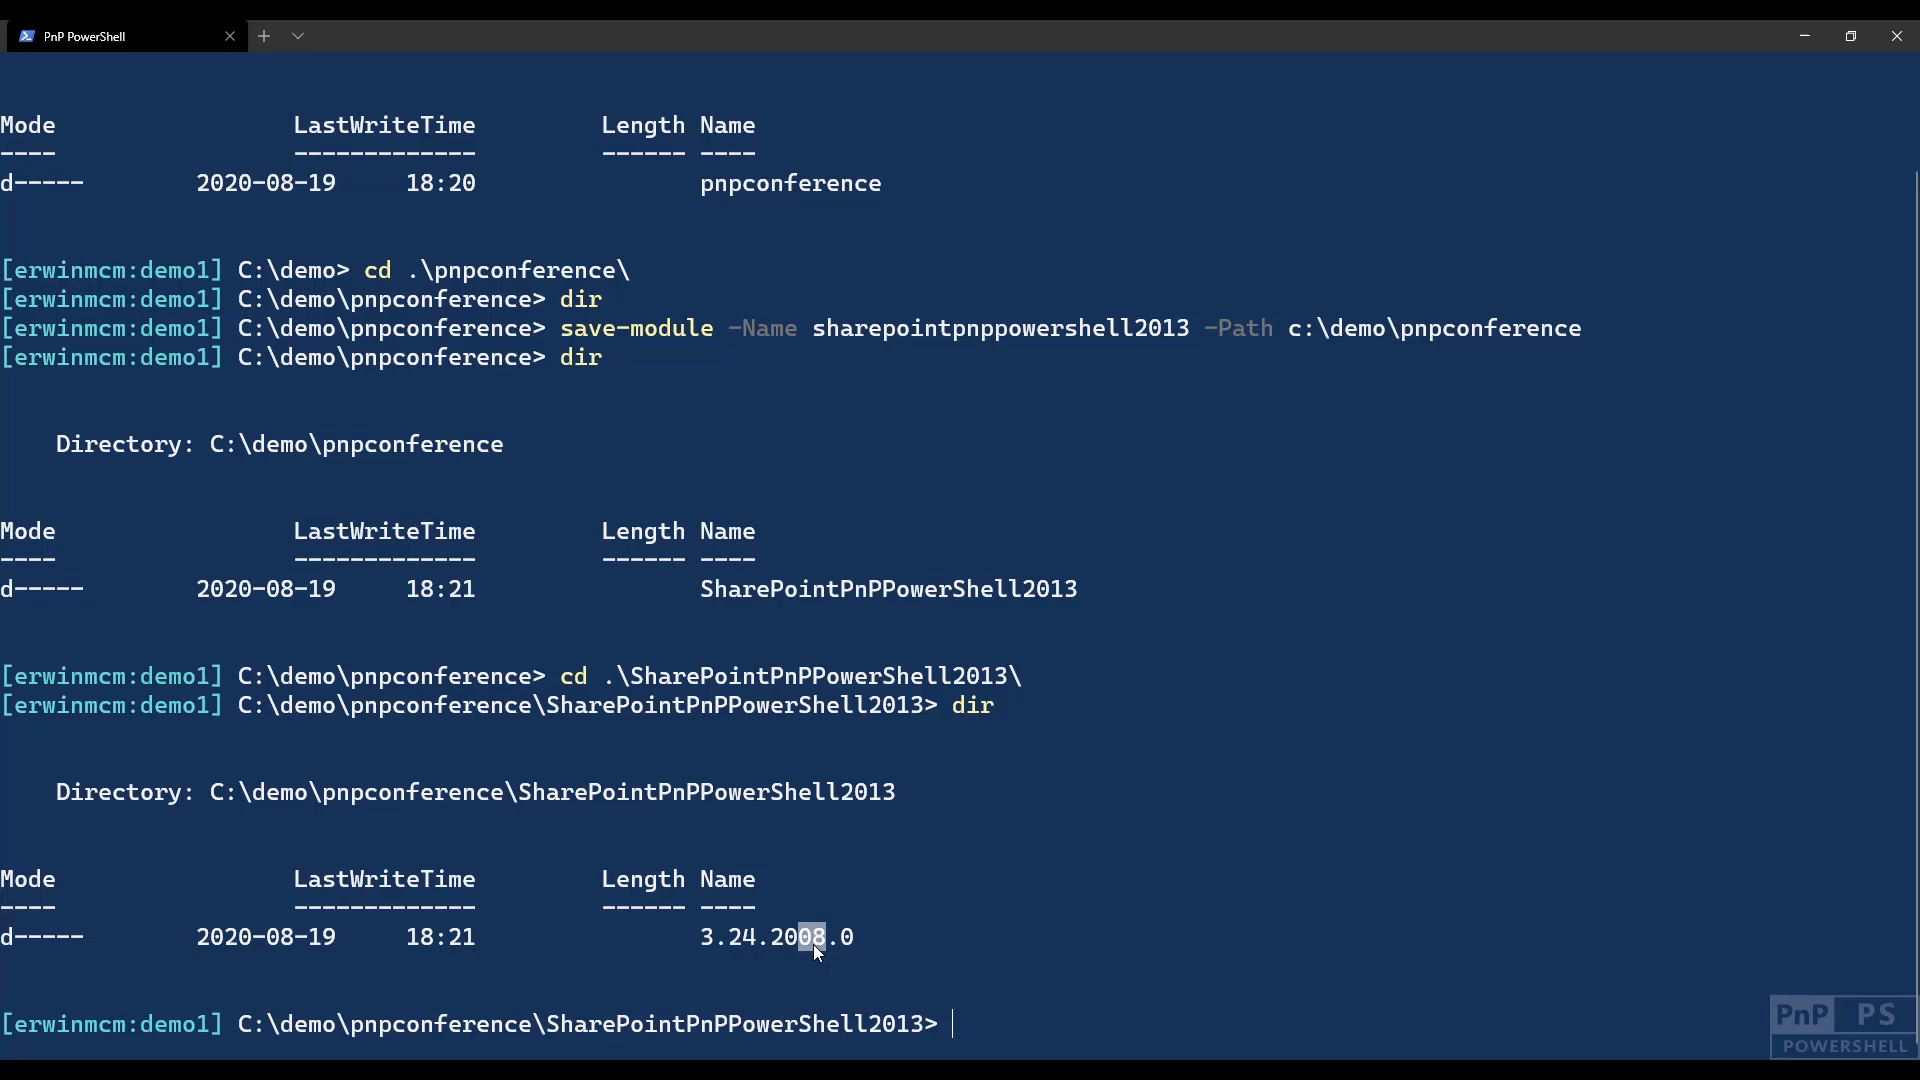 PnP PowerShell
Mode LastWriteTime Length Name
---- ------------- ------ ----
d----- 2020-08-19 18:20 pnpconference
[erwinmcm:demo1] C:\demo> cd .\pnpconference\
[erwinmcm:demo1] C:\demo\pnpconference> dir
[erwinmcm:demo1] C:\demo\pnpconference> save-module -Name sharepointpnppowershell2013 -Path c:\demo\pnpconference
[erwinmcm:demo1] C:\demo\pnpconference> dir
Directory: C:\demo\pnpconference
Mode LastWriteTime Length Name
---- ------------- ------ ----
d----- 2020-08-19 18:21 SharePointPnPPowerShell2013
[erwinmcm:demo1] C:\demo\pnpconference> cd .\SharePointPnPPowerShell2013\
[erwinmcm:demo1] C:\demo\pnpconference\SharePointPnPPowerShell2013> dir
Directory: C:\demo\pnpconference\SharePointPnPPowerShell2013
Mode LastWriteTime Length Name
---- ------------- ------ ----
d----- 2020-08-19 18:21 3.24.2008.0
[erwinmcm:demo1] C:\demo\pnpconference\SharePointPnPPowerShell2013>
PnP PS
POWERSHELL